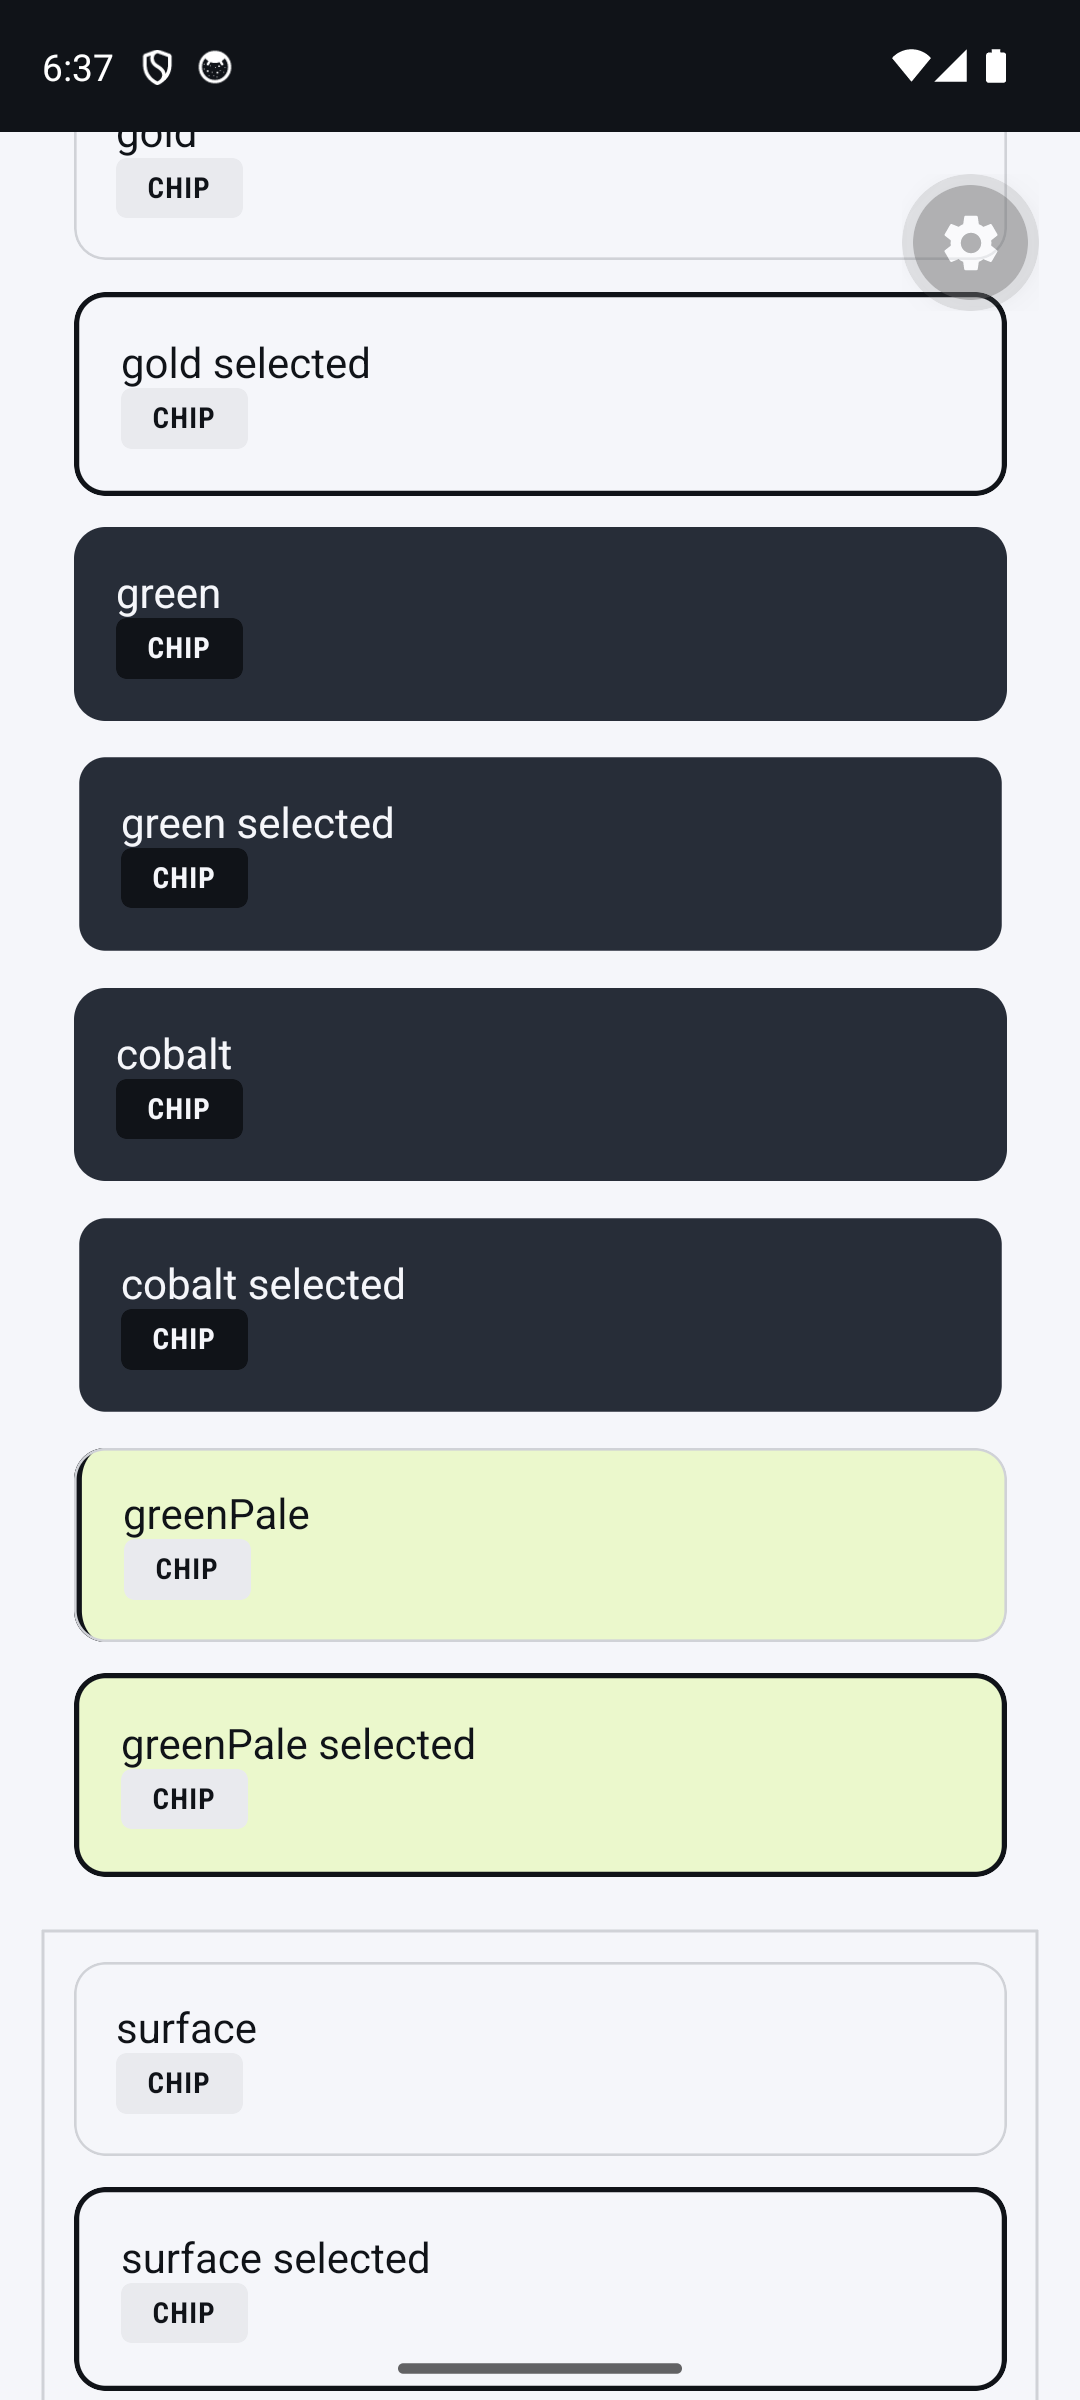 6:37
gold
CHIP
gold selected
CHIP
green
CHIP
green selected
CHIP
cobalt
CHIP
cobalt selected
CHIP
greenPale
CHIP
greenPale selected
CHIP
surface
CHIP
surface selected
CHIP